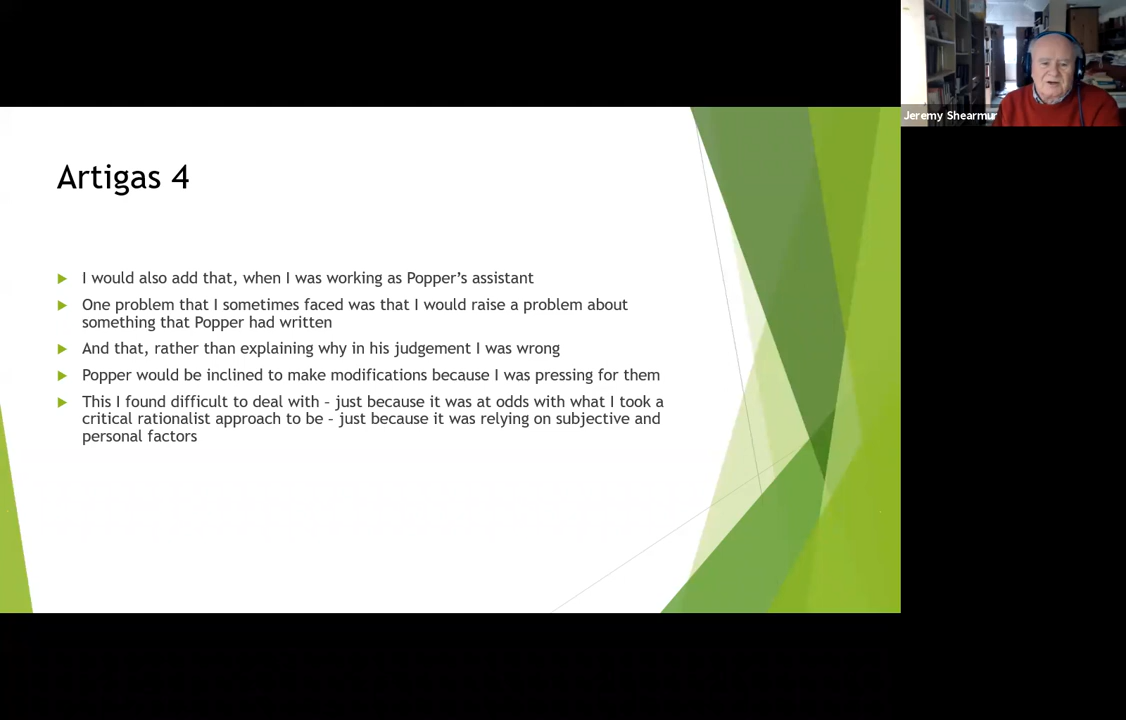 Jeremy Shearmur
Artigas 4
I would also add that, when I was working as Popper's assistant
One problem that I sometimes faced was that I would raise a problem about
something that Popper had written
And that, rather than explaining why in his judgement I was wrong
Popper would be inclined to make modifications because I was pressing for them
This I found difficult to deal with – just because it was at odds with what I took a
critical rationalist approach to be – just because it was relying on subjective and
personal factors